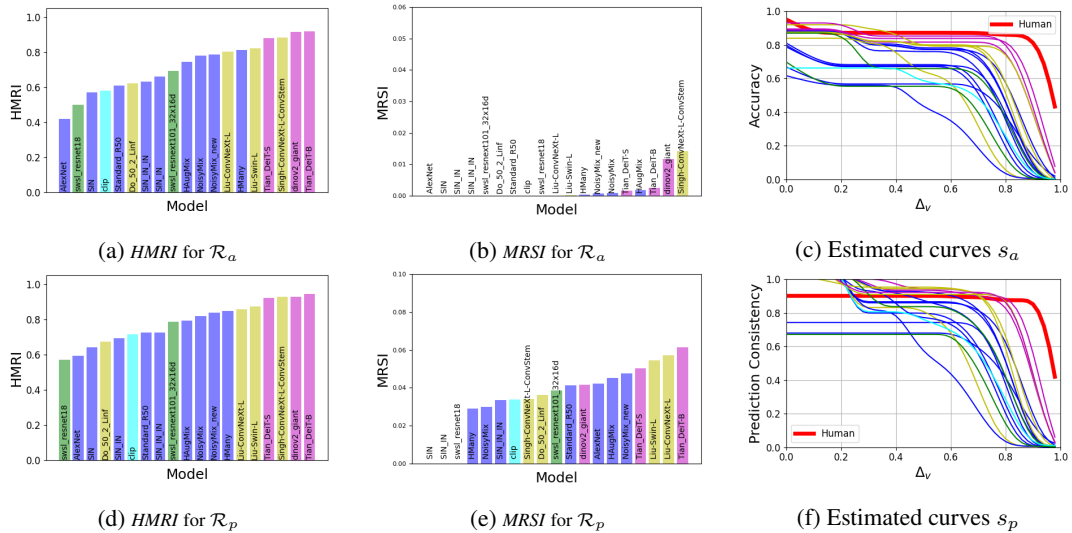 HMRI
1.0
0.8
0.6
0.4
0.2
0.0
AlexNet
swsl_resnet18
SIN
clip
Standard_R50
Do_50_2_Linf
SIN_IN
SIN_IN_IN
swsl_resnext101_32x16d
HAugMix
NoisyMix
NoisyMix_new
Liu-ConvNeXt-L
HMany
Liu-Swin-L
Tian_DeiT-S
Singh-ConvNeXt-L-ConvStem
dinov2_giant
Tian_DeiT-B
Model
(a) HMRI for ℛₐ
MRSI
0.06
0.05
0.04
0.03
0.02
0.01
0.00
AlexNet
SIN
SIN_IN
SIN_IN_IN
swsl_resnext101_32x16d
Do_50_2_Linf
Standard_R50
clip
swsl_resnet18
Liu-ConvNeXt-L
Liu-Swin-L
HMany
NoisyMix_new
NoisyMix
Tian_DeiT-S
HAugMix
Tian_DeiT-B
dinov2_giant
Singh-ConvNeXt-L-ConvStem
Model
(b) MRSI for ℛₐ
Accuracy
1.0
0.8
0.6
0.4
0.2
0.0
Human
0.0 0.2 0.4 0.6 0.8 1.0
Δᵥ
(c) Estimated curves sₐ
HMRI
1.0
0.8
0.6
0.4
0.2
0.0
swsl_resnet18
AlexNet
SIN
Do_50_2_Linf
SIN_IN
clip
Standard_R50
SIN_IN_IN
swsl_resnext101_32x16d
HAugMix
NoisyMix
NoisyMix_new
HMany
Liu-ConvNeXt-L
Liu-Swin-L
Tian_DeiT-S
Singh-ConvNeXt-L-ConvStem
dinov2_giant
Tian_DeiT-B
Model
(d) HMRI for ℛₚ
MRSI
0.10
0.08
0.06
0.04
0.02
0.00
SIN
SIN_IN
swsl_resnet18
HMany
NoisyMix
SIN_IN_IN
clip
Singh-ConvNeXt-L-ConvStem
Do_50_2_Linf
swsl_resnext101_32x16d
Standard_R50
dinov2_giant
AlexNet
HAugMix
NoisyMix_new
Tian_DeiT-S
Liu-Swin-L
Liu-ConvNeXt-L
Tian_DeiT-B
Model
(e) MRSI for ℛₚ
Prediction Consistency
1.0
0.8
0.6
0.4
0.2
0.0
Human
0.0 0.2 0.4 0.6 0.8 1.0
Δᵥ
(f) Estimated curves sₚ